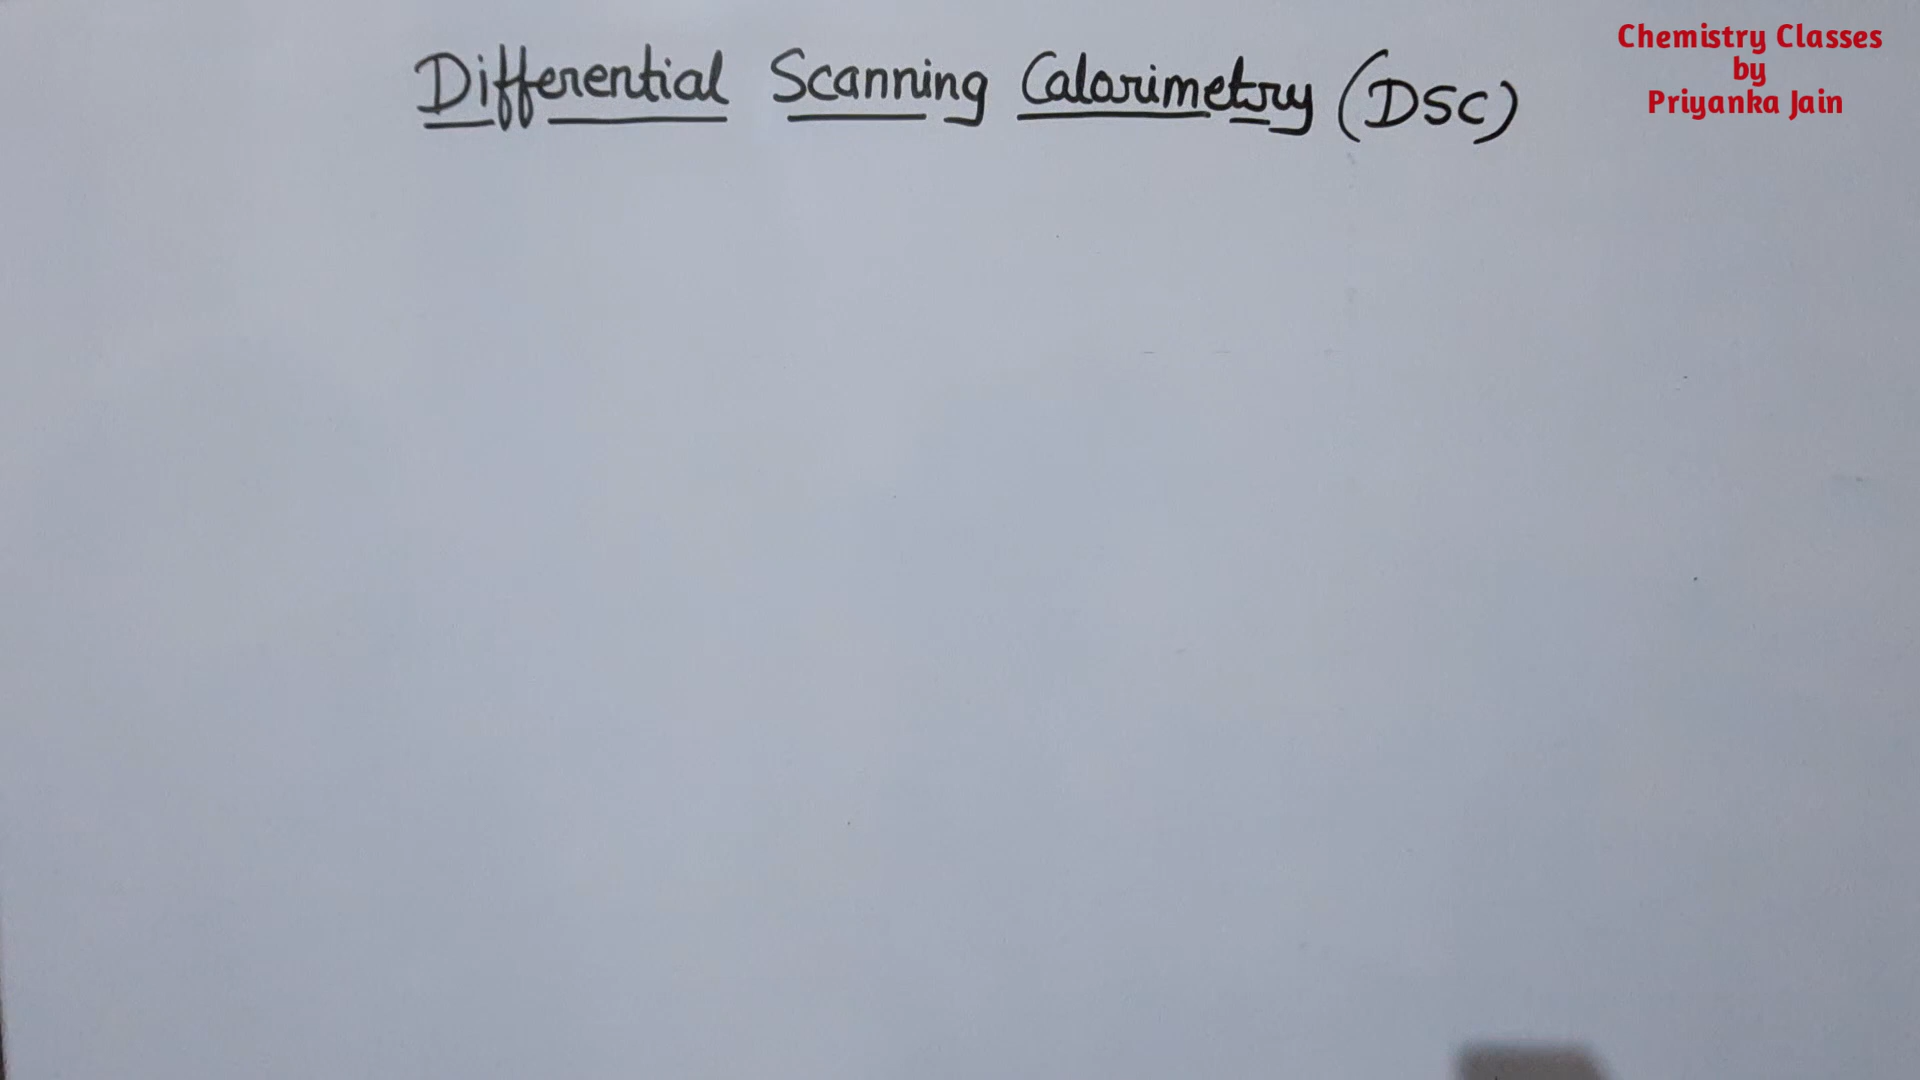 Differential Scanning Calorimetry (DSC)
Chemistry Classes
by
Priyanka Jain